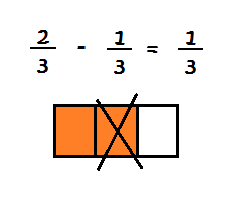 2/3 - 1/3 = 1/3